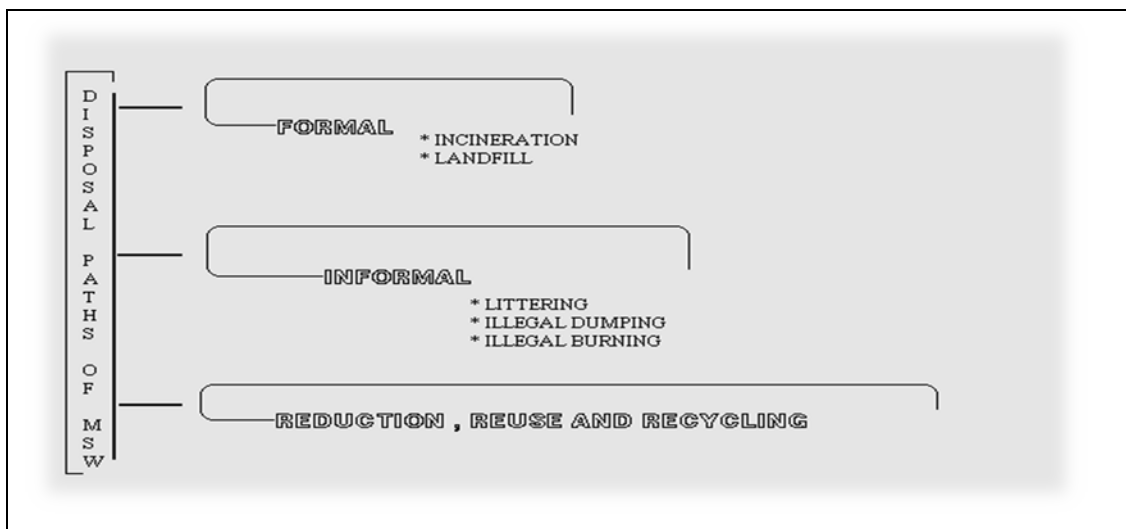 DISPOSAL PATHS OF MSW
FORMAL
* INCINERATION
* LANDFILL
INFORMAL
* LITTERING
* ILLEGAL DUMPING
* ILLEGAL BURNING
REDUCTION , REUSE AND RECYCLING